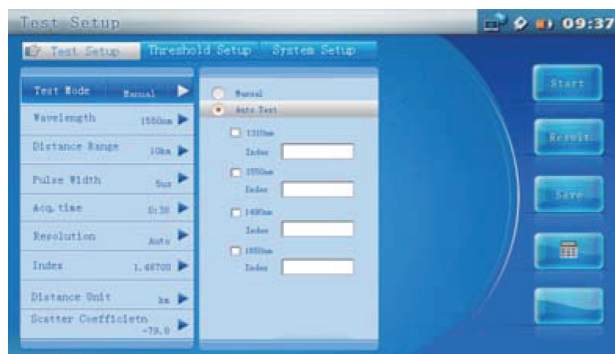 Test Setup
09:37
Test Setup
Threshold Setup
System Setup
Test Mode
Manual
Wavelength
1550nm
Distance Range
10km
Pulse Width
5us
Acq.time
0:30
Resolution
Auto
Index
1.46700
Distance Unit
km
Scatter Coefficietn
-79.0
Manual
Auto Test
1310nm
Index
1550nm
Index
1490nm
Index
Index
Start
Result
Save